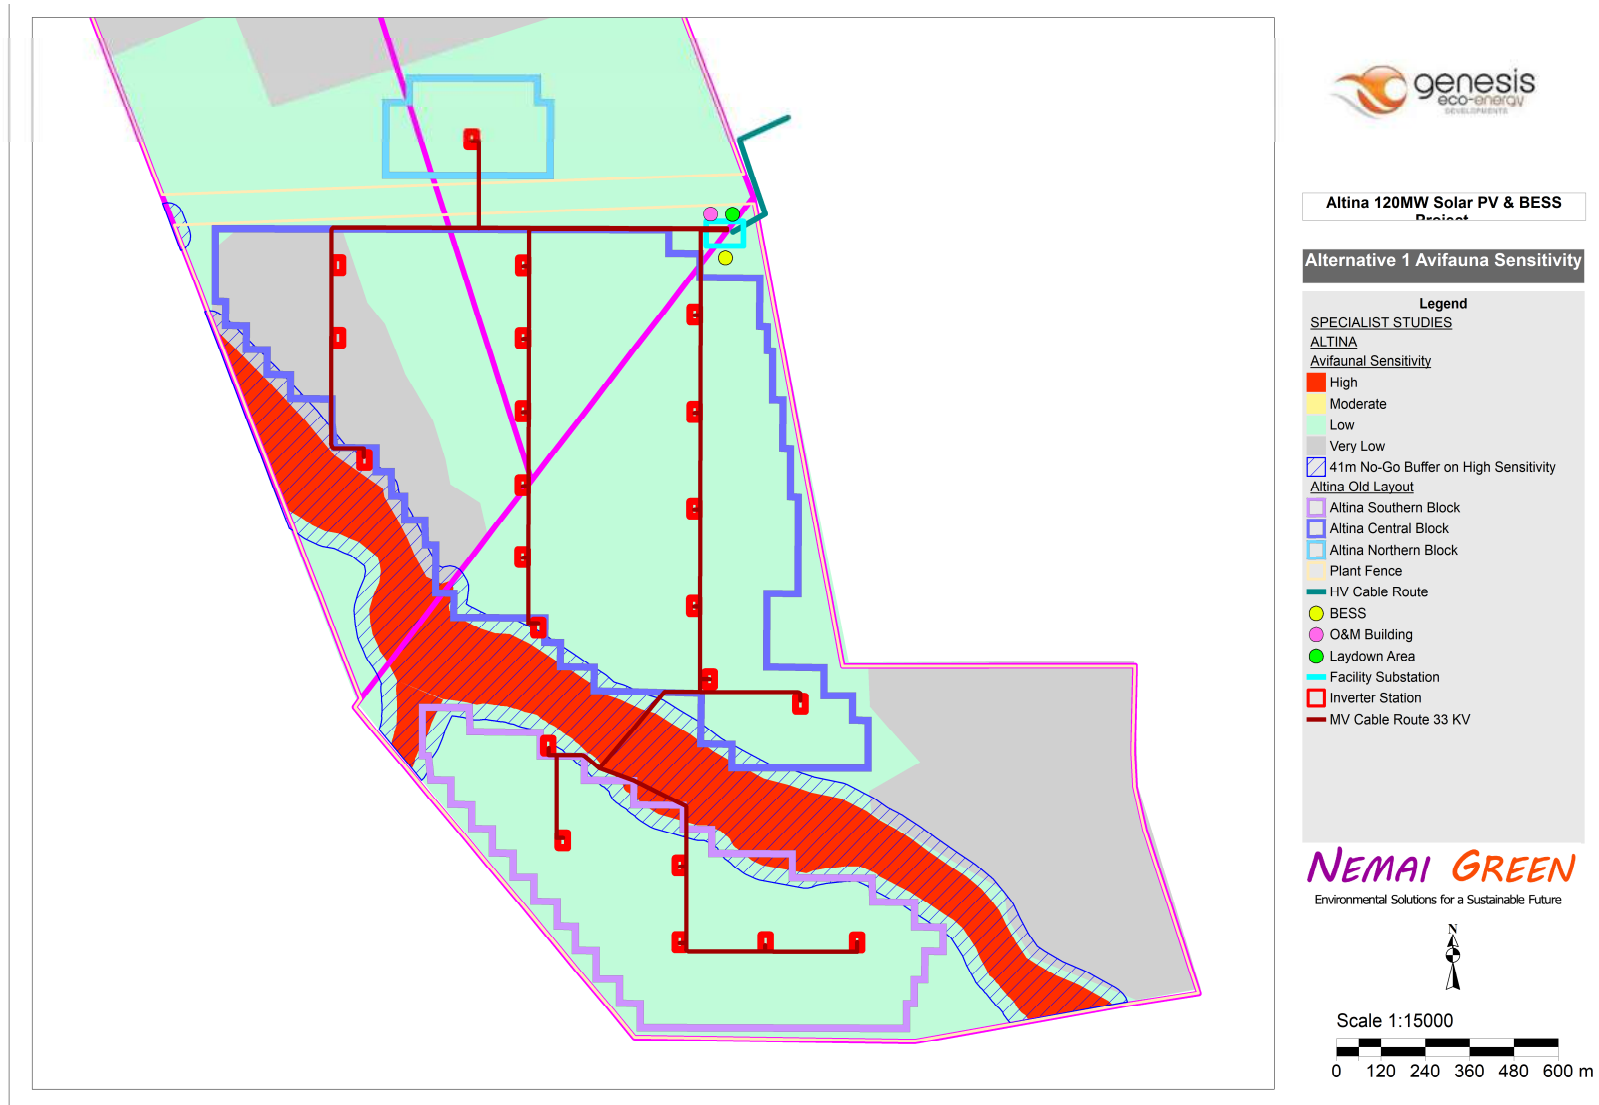 genesis
eco-energy
DEVELOPMENTS
Altina 120MW Solar PV & BESS
Project
Alternative 1 Avifauna Sensitivity
Legend
SPECIALIST STUDIES
ALTINA
Avifaunal Sensitivity
High
Moderate
Low
Very Low
41m No-Go Buffer on High Sensitivity
Altina Old Layout
Altina Southern Block
Altina Central Block
Altina Northern Block
Plant Fence
HV Cable Route
BESS
O&M Building
Laydown Area
Facility Substation
Inverter Station
MV Cable Route 33 KV
NEMAI GREEN
Environmental Solutions for a Sustainable Future
N
Scale 1:15000
0 120 240 360 480 600 m